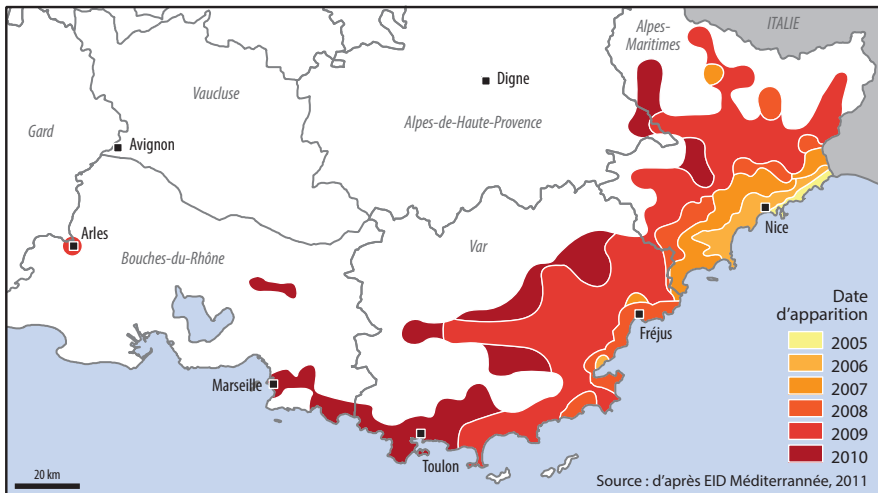 ITALIE
Alpes-
Maritimes
Digne
Vaucluse
Gard
Alpes-de-Haute-Provence
Avignon
Nice
Arles
Var
Bouches-du-Rhône
Fréjus
Marseille
Toulon
Date
d'apparition
2005
2006
2007
2008
2009
2010
20 km
Source : d'après EID Méditerrannée, 2011